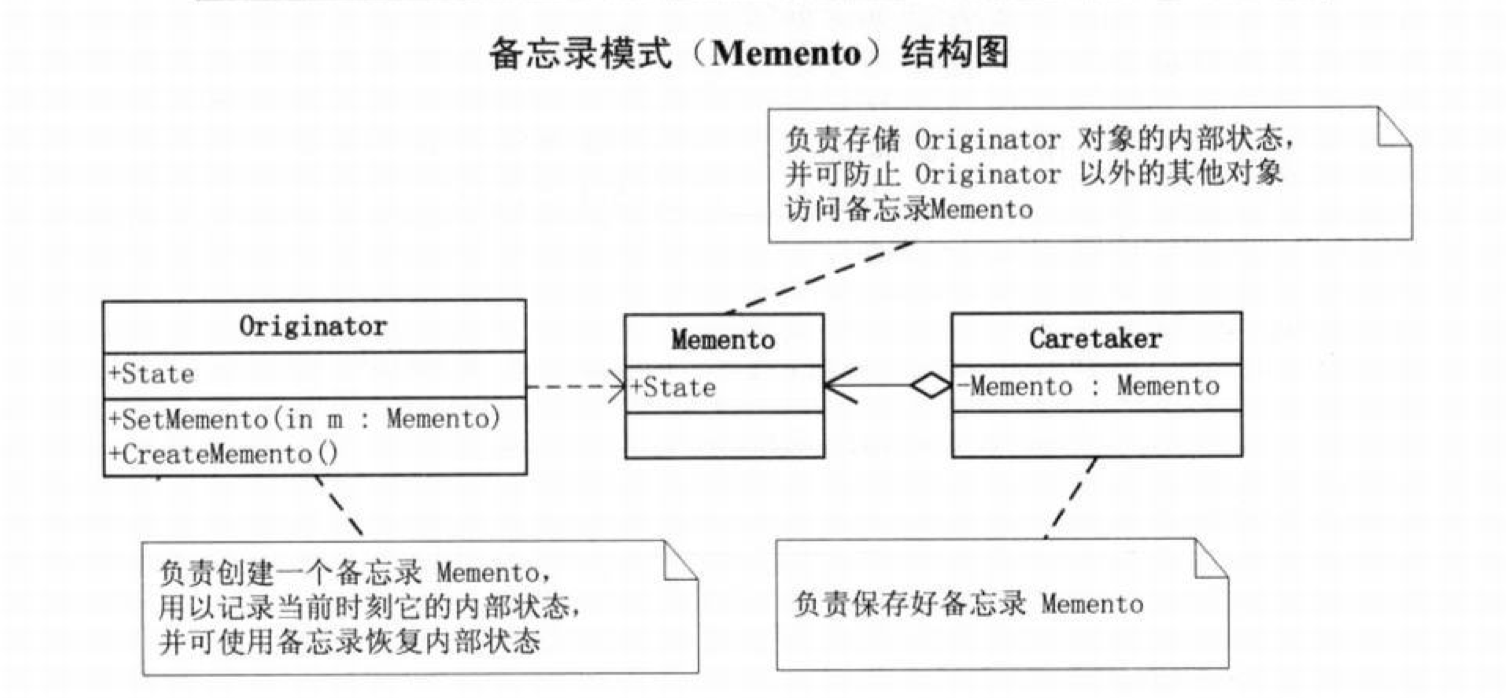 备忘录模式（Memento）结构图
负责存储 Originator 对象的内部状态，
并可防止 Originator 以外的其他对象
访问备忘录Memento
Originator
+State
+SetMemento(in m : Memento)
+CreateMemento()
Memento
+State
Caretaker
-Memento : Memento
负责创建一个备忘录 Memento，
用以记录当前时刻它的内部状态，
并可使用备忘录恢复内部状态
负责保存好备忘录 Memento